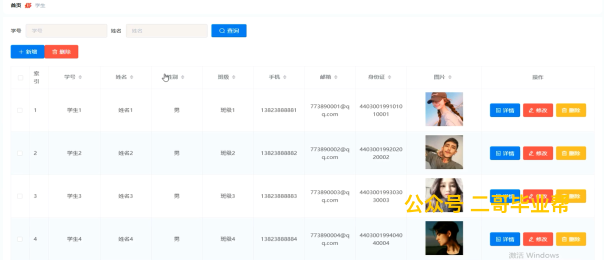 首页 学生
学号 学号 姓名 姓名 查询
新增 删除
索引 学号 姓名 性别 班级 手机 邮箱 身份证 图片 操作
1 学生1 姓名1 男 班级1 13823888881 773890001@qq.com 440300199101010001 详情 修改 删除
2 学生2 姓名2 男 班级2 13823888882 773890002@qq.com 440300199202020002 详情 修改 删除
3 学生3 姓名3 男 班级3 13823888883 773890003@qq.com 440300199303030003 详情 修改 删除
公众号 二哥毕业帮
4 学生4 姓名4 男 班级4 13823888884 773890004@qq.com 440300199404040004 详情 修改 删除
激活 Windows